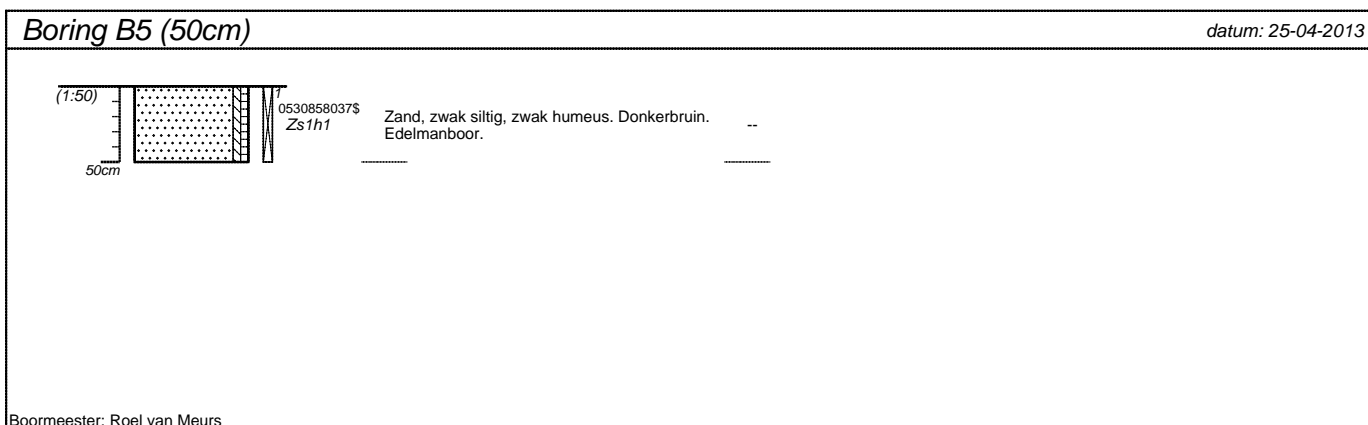 Boring B5 (50cm)
datum: 25-04-2013
(1:50)
1
0530858037$
Zs1h1
Zand, zwak siltig, zwak humeus. Donkerbruin.
Edelmanboor.
--
50cm
Boormeester: Roel van Meurs